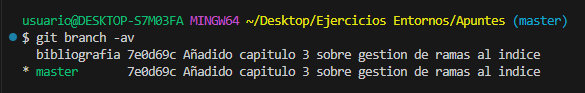 usuario@DESKTOP-S7M03FA MINGW64 ~/Desktop/Ejercicios Entornos/Apuntes (master)
$ git branch -av
  bibliografia 7e0d69c Añadido capitulo 3 sobre gestion de ramas al indice
* master       7e0d69c Añadido capitulo 3 sobre gestion de ramas al indice